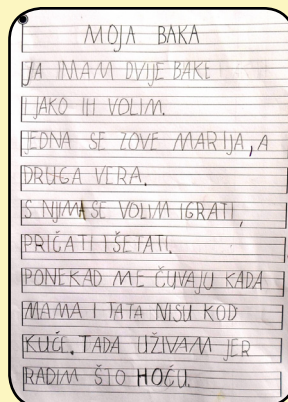 MOJA BAKA
JA IMAM DVIJE BAKE
I JAKO IH VOLIM.
JEDNA SE ZOVE MARIJA, A
DRUGA VERA.
S NJIMA SE VOLIM IGRATI,
PRIČATI I ŠETATI.
PONEKAD ME ČUVAJU KADA
MAMA I TATA NISU KOD
KUĆE. TADA UŽIVAM JER
RADIM ŠTO HOĆU.